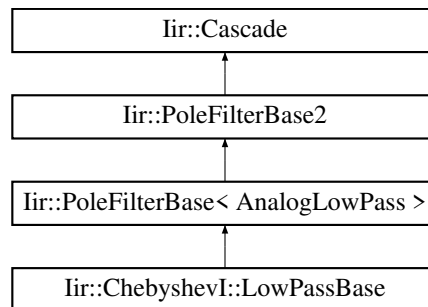 Iir::Cascade
Iir::PoleFilterBase2
Iir::PoleFilterBase< AnalogLowPass >
Iir::ChebyshevI::LowPassBase